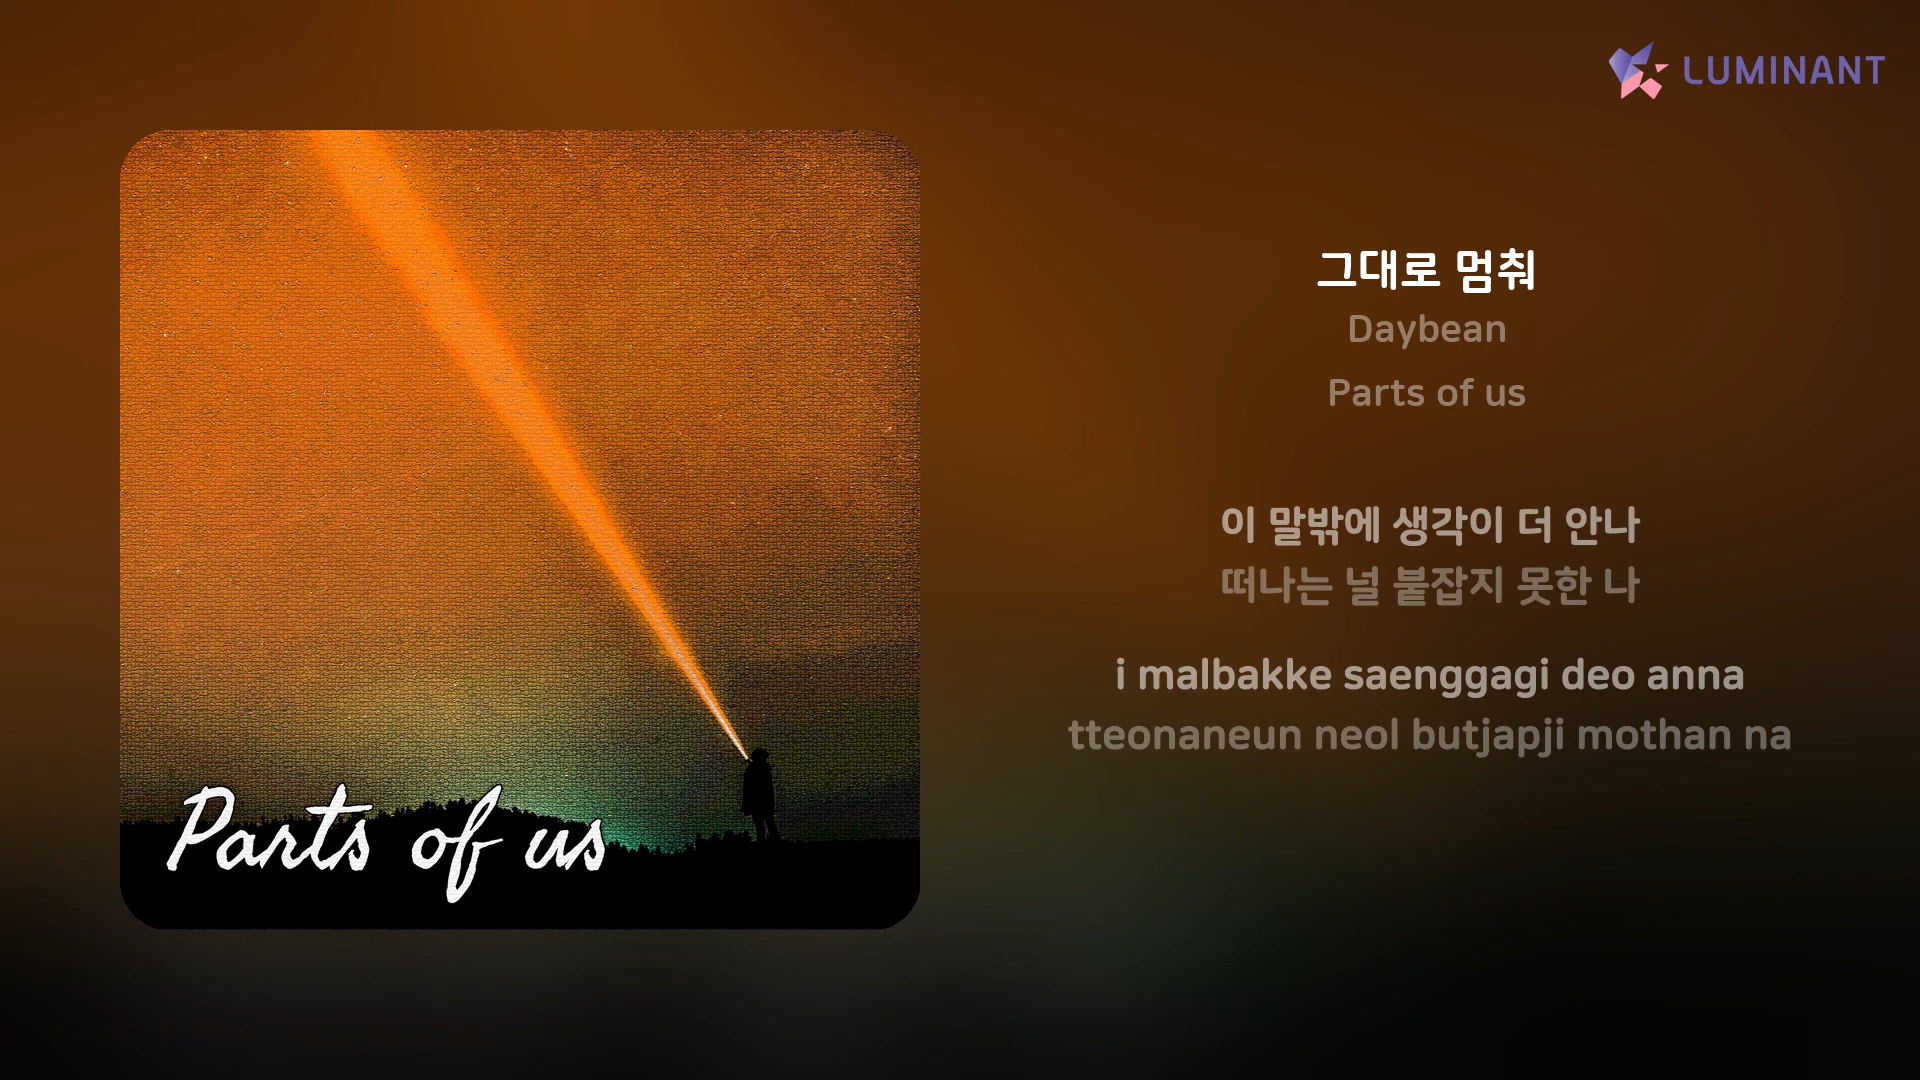 LUMINANT
그대로 멈춰
Daybean
Parts of us
이 말밖에 생각이 더 안나
떠나는 널 붙잡지 못한 나
i malbakke saenggagi deo anna
tteonaneun neol butjapji mothan na
Parts of us